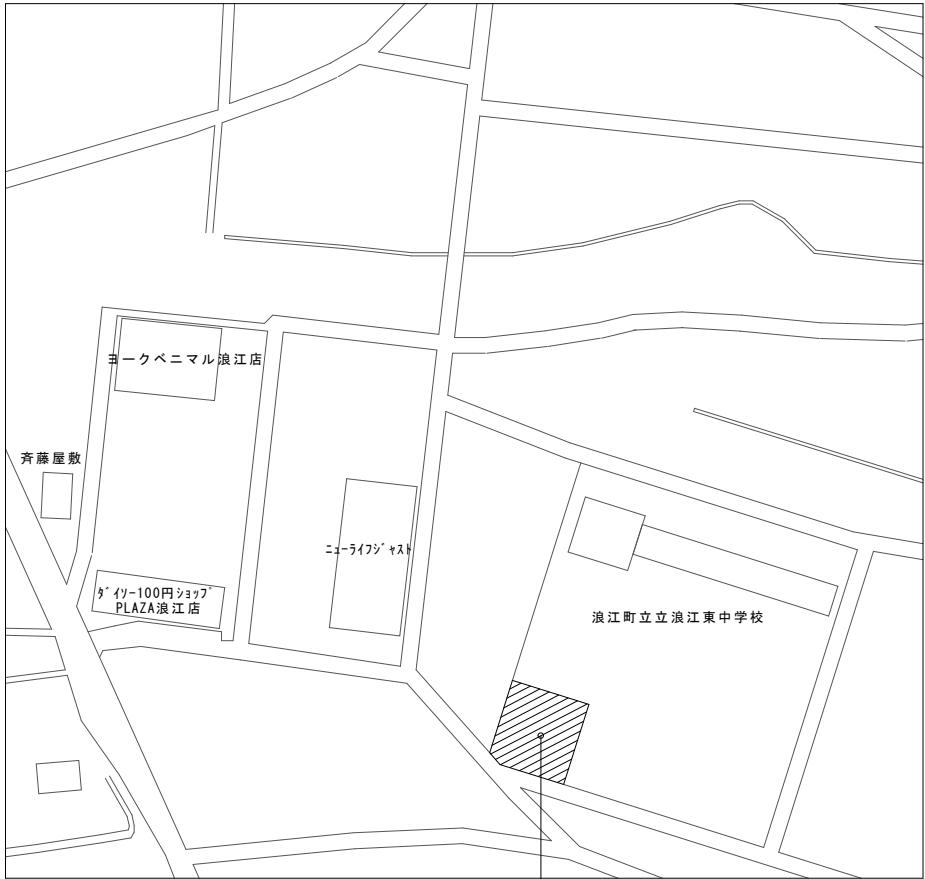 ヨークベニマル浪江店
斉藤屋敷
ニューライフジャスト
ダイソー100円ショップ
PLAZA浪江店
浪江町立立浪江東中学校